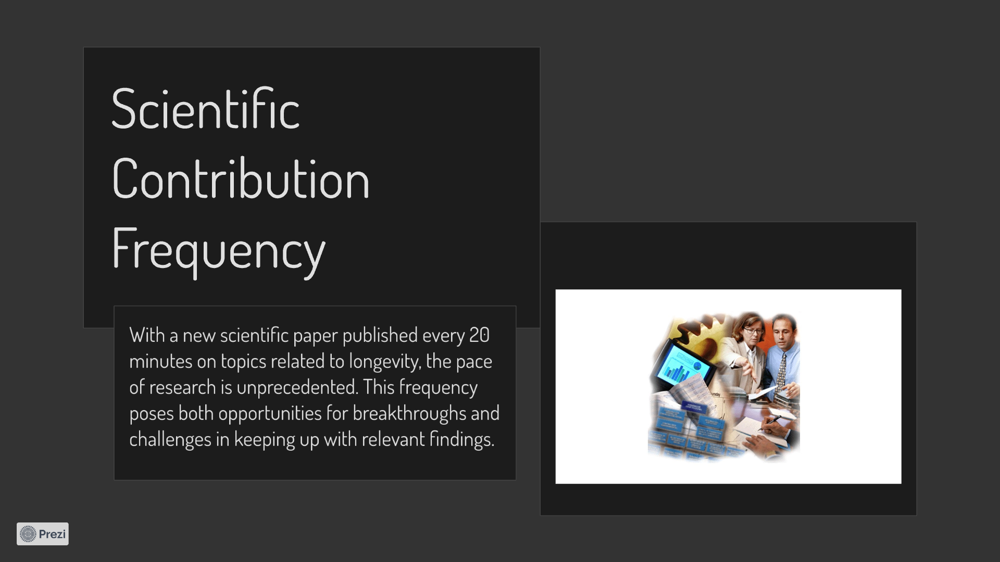 Scientific
Contribution
Frequency
With a new scientific paper published every 20
minutes on topics related to longevity, the pace
of research is unprecedented. This frequency
poses both opportunities for breakthroughs and
challenges in keeping up with relevant findings.
Prezi